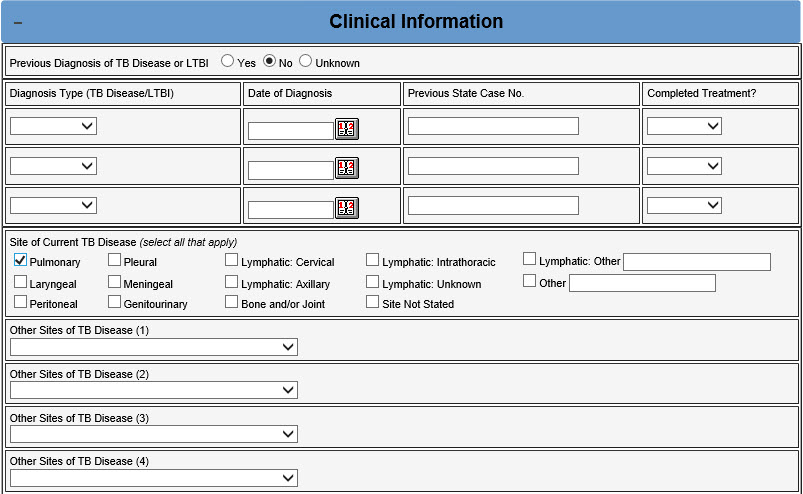 Clinical Information
Previous Diagnosis of TB Disease or LTBI Yes No Unknown
Diagnosis Type (TB Disease/LTBI) Date of Diagnosis Previous State Case No. Completed Treatment?
Site of Current TB Disease (select all that apply)
Pulmonary Pleural Lymphatic: Cervical Lymphatic: Intrathoracic Lymphatic: Other
Laryngeal Meningeal Lymphatic: Axillary Lymphatic: Unknown Other
Peritoneal Genitourinary Bone and/or Joint Site Not Stated
Other Sites of TB Disease (1)
Other Sites of TB Disease (2)
Other Sites of TB Disease (3)
Other Sites of TB Disease (4)